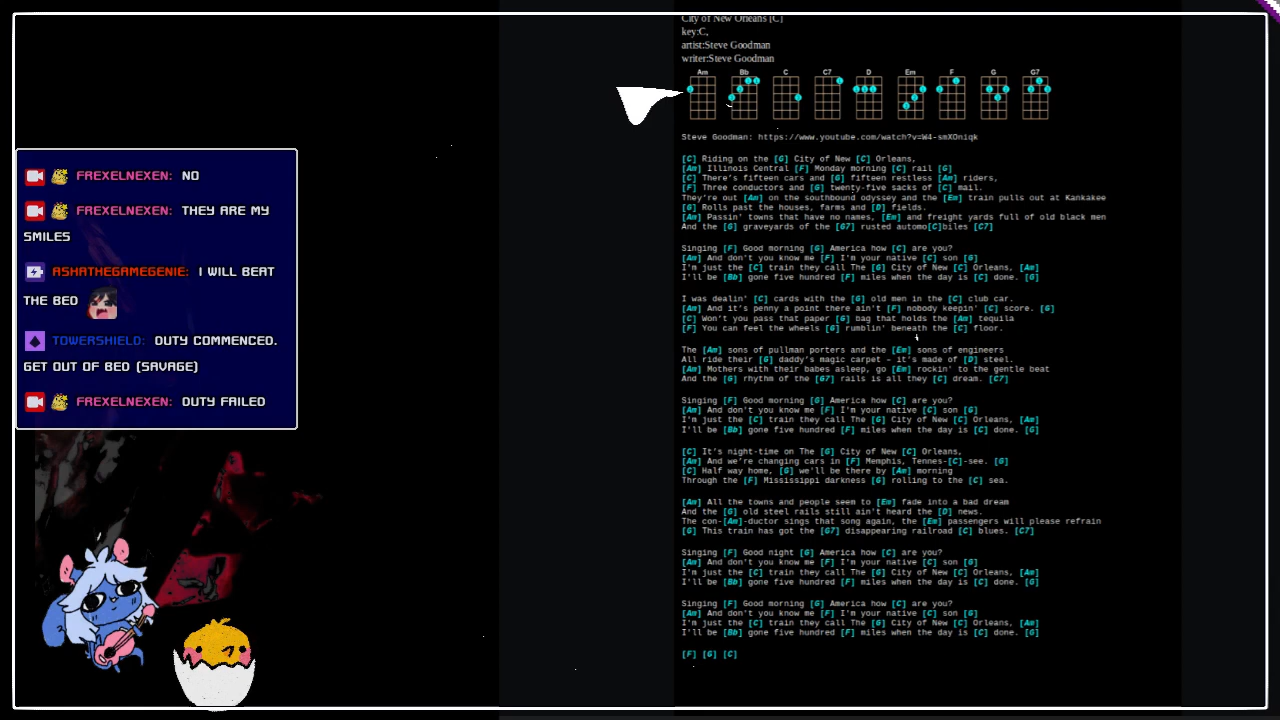 FREXELNEXEN: NO
FREXELNEXEN: THEY ARE MY
SMILES
ASHATHEGAMEGENIE: I WILL BEAT
THE BED
TOWERSHIELD: DUTY COMMENCED.
GET OUT OF BED (SAVAGE)
FREXELNEXEN: DUTY FAILED
City of New Orleans [C]
key:C,
artist:Steve Goodman
writer:Steve Goodman
Am Bb C C7 D Em F G G7
Steve Goodman: https://www.youtube.com/watch?v=W4-smXOniqk
[C] Riding on the [G] City of New [C] Orleans,
[Am] Illinois Central [F] Monday morning [C] rail [G]
[C] There's fifteen cars and [G] fifteen restless [Am] riders,
[F] Three conductors and [G] twenty-five sacks of [C] mail.
They're out [Am] on the southbound odyssey and the [Em] train pulls out at Kankakee
[G] Rolls past the houses, farms and [D] fields.
[Am] Passin' towns that have no names, [Em] and freight yards full of old black men
And the [G] graveyards of the [G7] rusted automo[C]biles [C7]
Singing [F] Good morning [G] America how [C] are you?
[Am] And don't you know me [F] I'm your native [C] son [G]
I'm just the [C] train they call The [G] City of New [C] Orleans, [Am]
I'll be [Bb] gone five hundred [F] miles when the day is [C] done. [G]
I was dealin' [C] cards with the [G] old men in the [C] club car.
[Am] And it's penny a point there ain't [F] nobody keepin' [C] score. [G]
[C] Won't you pass that paper [G] bag that holds the [Am] tequila
[F] You can feel the wheels [G] rumblin' beneath the [C] floor.
The [Am] sons of pullman porters and the [Em] sons of engineers
All ride their [G] daddy's magic carpet – it's made of [D] steel.
[Am] Mothers with their babes asleep, go [Em] rockin' to the gentle beat
And the [G] rhythm of the [G7] rails is all they [C] dream. [C7]
Singing [F] Good morning [G] America how [C] are you?
[Am] And don't you know me [F] I'm your native [C] son [G]
I'm just the [C] train they call The [G] City of New [C] Orleans, [Am]
I'll be [Bb] gone five hundred [F] miles when the day is [C] done. [G]
[C] It's night-time on The [G] City of New [C] Orleans,
[Am] And we're changing cars in [F] Memphis, Tennes-[C]-see. [G]
[C] Half way home, [G] we'll be there by [Am] morning
Through the [F] Mississippi darkness [G] rolling to the [C] sea.
[Am] All the towns and people seem to [Em] fade into a bad dream
And the [G] old steel rails still ain't heard the [D] news.
The con-[Am]-ductor sings that song again, the [Em] passengers will please refrain
[G] This train has got the [G7] disappearing railroad [C] blues. [C7]
Singing [F] Good night [G] America how [C] are you?
[Am] And don't you know me [F] I'm your native [C] son [G]
I'm just the [C] train they call The [G] City of New [C] Orleans, [Am]
I'll be [Bb] gone five hundred [F] miles when the day is [C] done. [G]
Singing [F] Good morning [G] America how [C] are you?
[Am] And don't you know me [F] I'm your native [C] son [G]
I'm just the [C] train they call The [G] City of New [C] Orleans, [Am]
I'll be [Bb] gone five hundred [F] miles when the day is [C] done. [G]
[F] [G] [C]